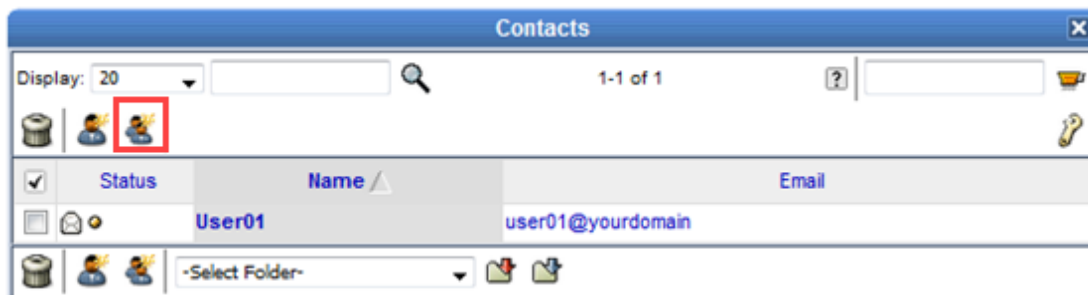 Contacts
Display: 20 1-1 of 1 ?
Status Name Email
User01 user01@yourdomain
-Select Folder-